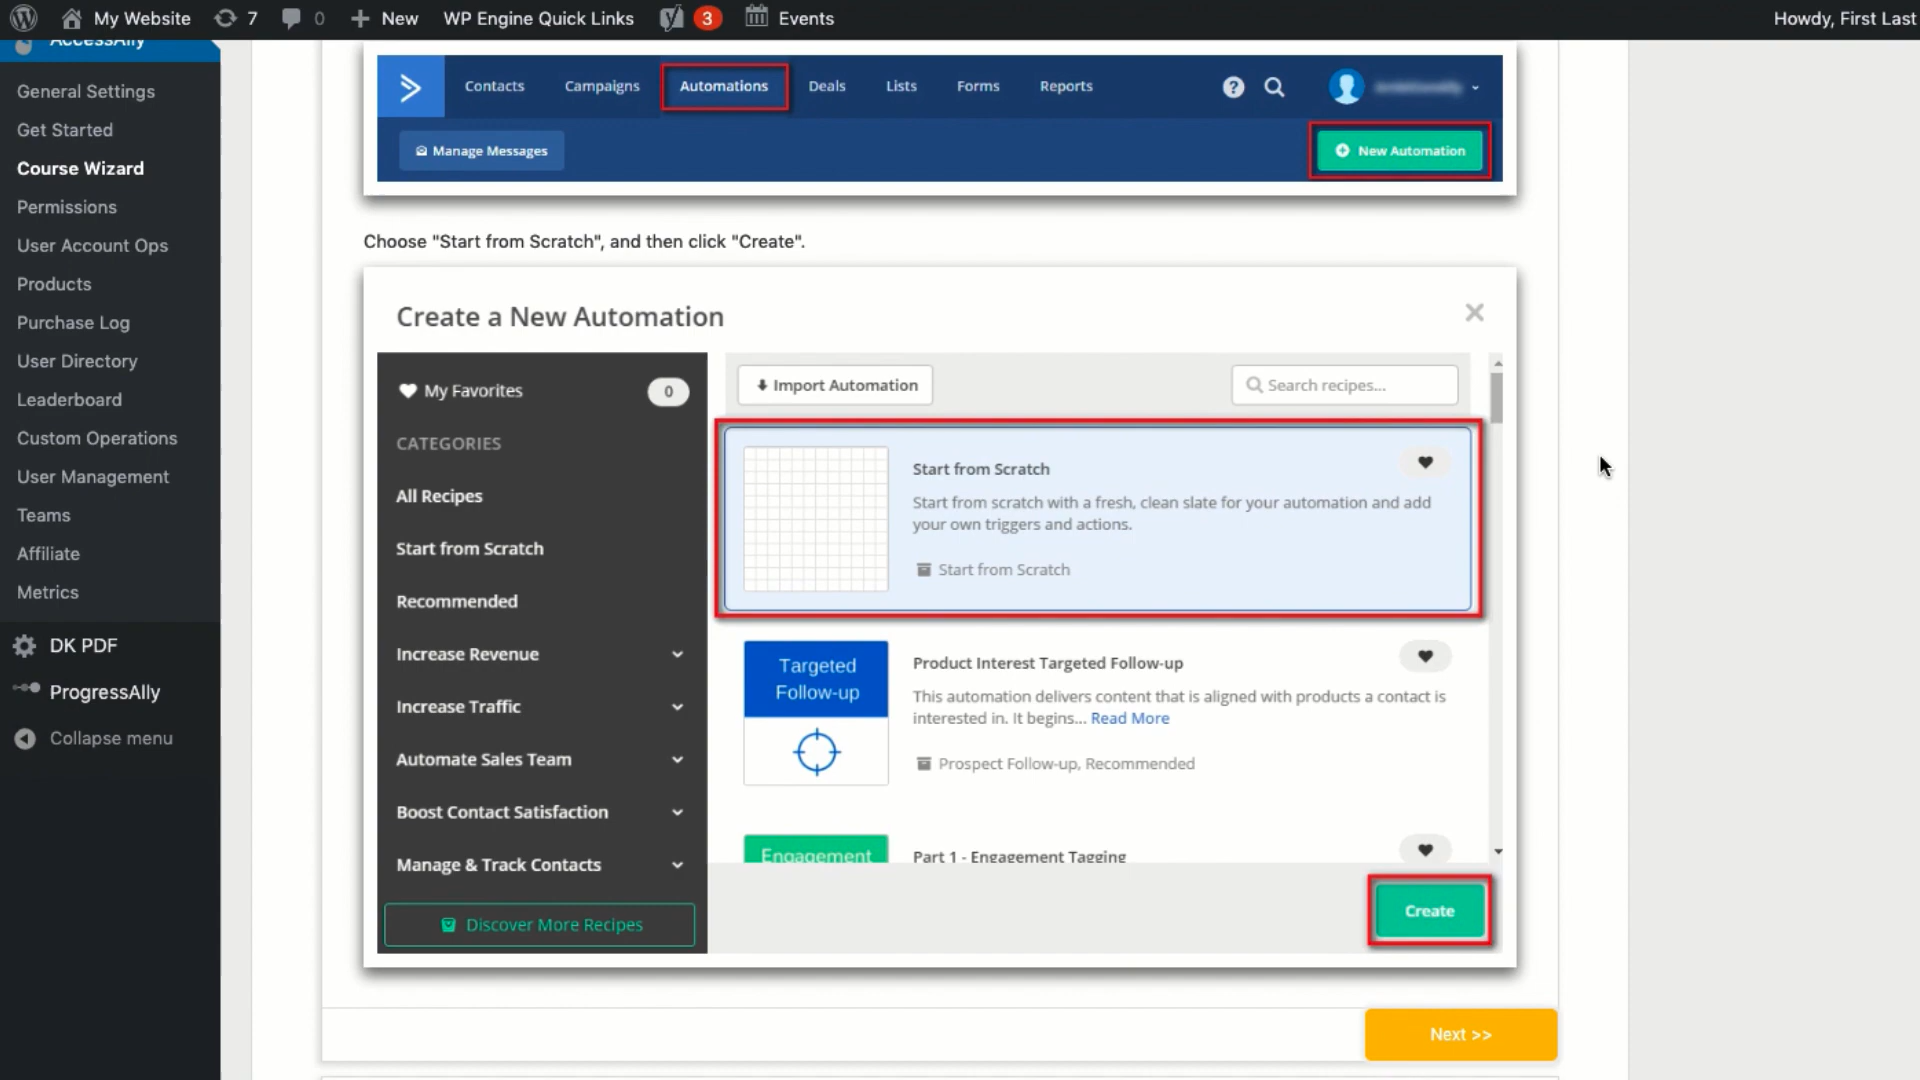 My Website
7
0
New
WP Engine Quick Links
3
Events
Howdy, First Last
AccessAlly
General Settings
Get Started
Course Wizard
Permissions
User Account Ops
Products
Purchase Log
User Directory
Leaderboard
Custom Operations
User Management
Teams
Affiliate
Metrics
DK PDF
ProgressAlly
Collapse menu
Contacts
Campaigns
Automations
Deals
Lists
Forms
Reports
Manage Messages
New Automation
Choose "Start from Scratch", and then click "Create".
Create a New Automation
My Favorites
0
CATEGORIES
All Recipes
Start from Scratch
Recommended
Increase Revenue
Increase Traffic
Automate Sales Team
Boost Contact Satisfaction
Manage & Track Contacts
Discover More Recipes
Import Automation
Search recipes...
Start from Scratch
Start from scratch with a fresh, clean slate for your automation and add
your own triggers and actions.
Start from Scratch
Targeted
Follow-up
Product Interest Targeted Follow-up
This automation delivers content that is aligned with products a contact is
interested in. It begins... Read More
Prospect Follow-up, Recommended
Engagement
Part 1 - Engagement Tagging
Create
Next >>